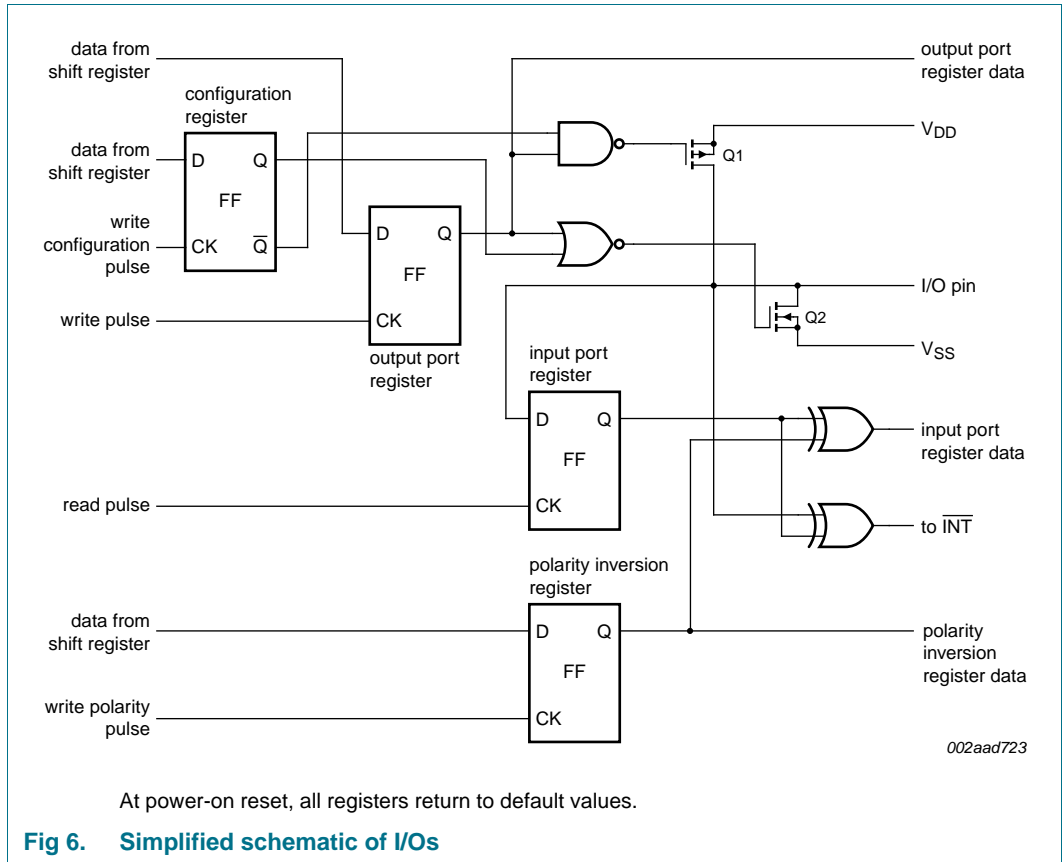 data from
shift register
output port
register data
configuration
register
VDD
Q1
data from
shift register
D
Q
FF
write
configuration
pulse
CK
Q̅
D
Q
FF
CK
I/O pin
Q2
write pulse
VSS
output port
register
input port
register
D
Q
FF
CK
input port
register data
read pulse
to I̅N̅T̅
polarity inversion
register
data from
shift register
D
Q
FF
CK
polarity
inversion
register data
write polarity
pulse
002aad723
At power-on reset, all registers return to default values.
Fig 6. Simplified schematic of I/Os